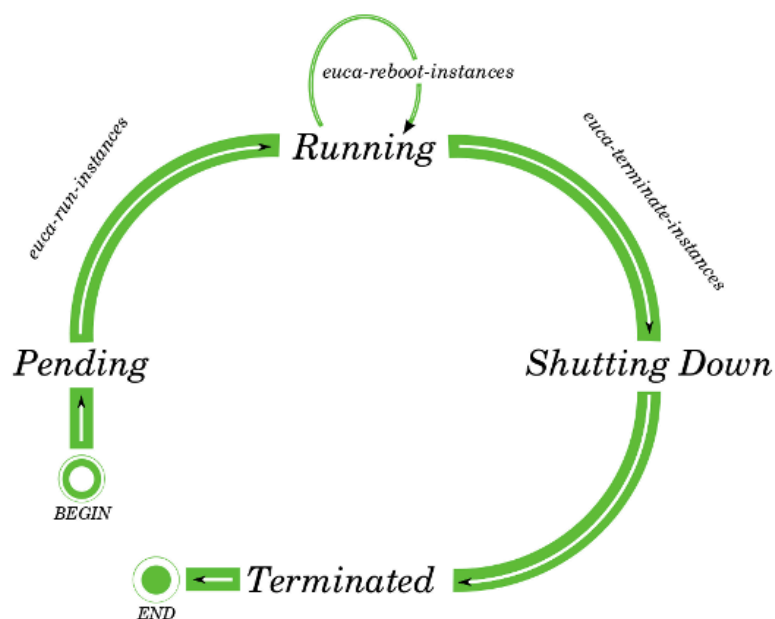 euca-reboot-instances
Running
euca-run-instances
euca-terminate-instances
Pending
Shutting Down
BEGIN
Terminated
END